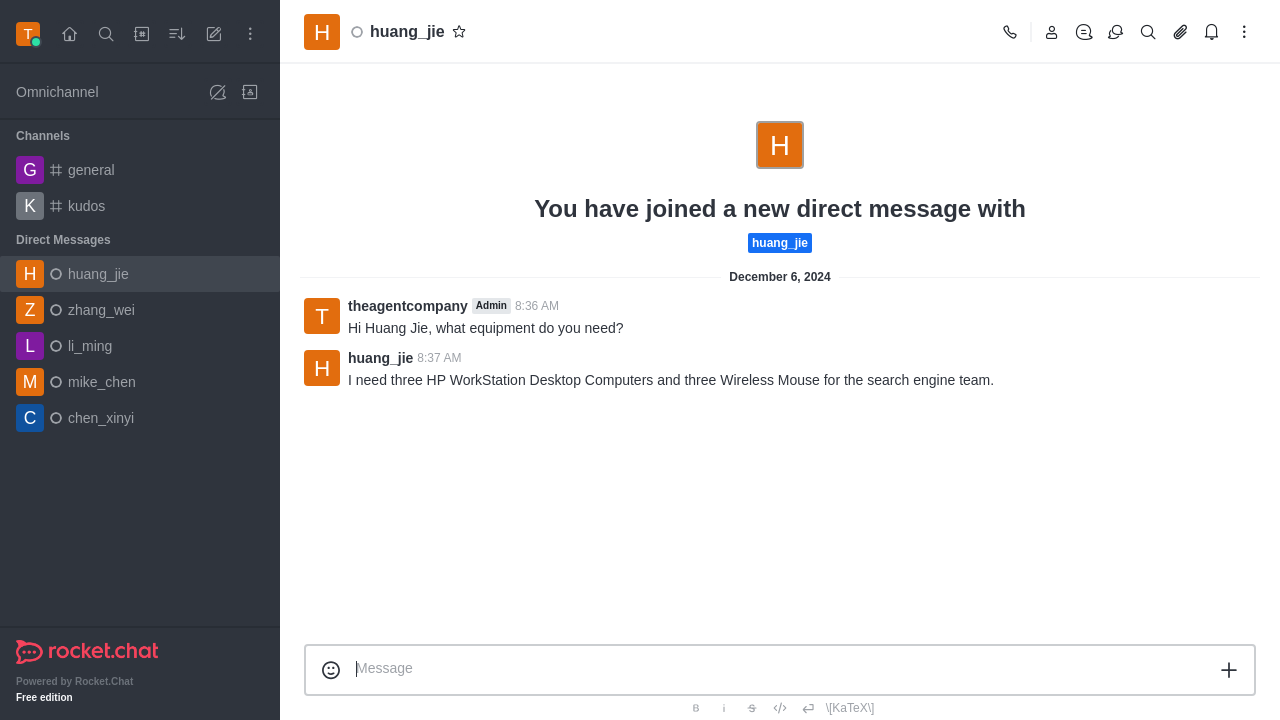 T
H huang_jie
Omnichannel
Channels
G general
K kudos
Direct Messages
H huang_jie
Z zhang_wei
L li_ming
M mike_chen
C chen_xinyi
rocket.chat
Powered by Rocket.Chat
Free edition
H
You have joined a new direct message with
huang_jie
December 6, 2024
T
theagentcompany Admin 8:36 AM
Hi Huang Jie, what equipment do you need?
H
huang_jie 8:37 AM
I need three HP WorkStation Desktop Computers and three Wireless Mouse for the search engine team.
Message
B i S </> \[KaTeX\]